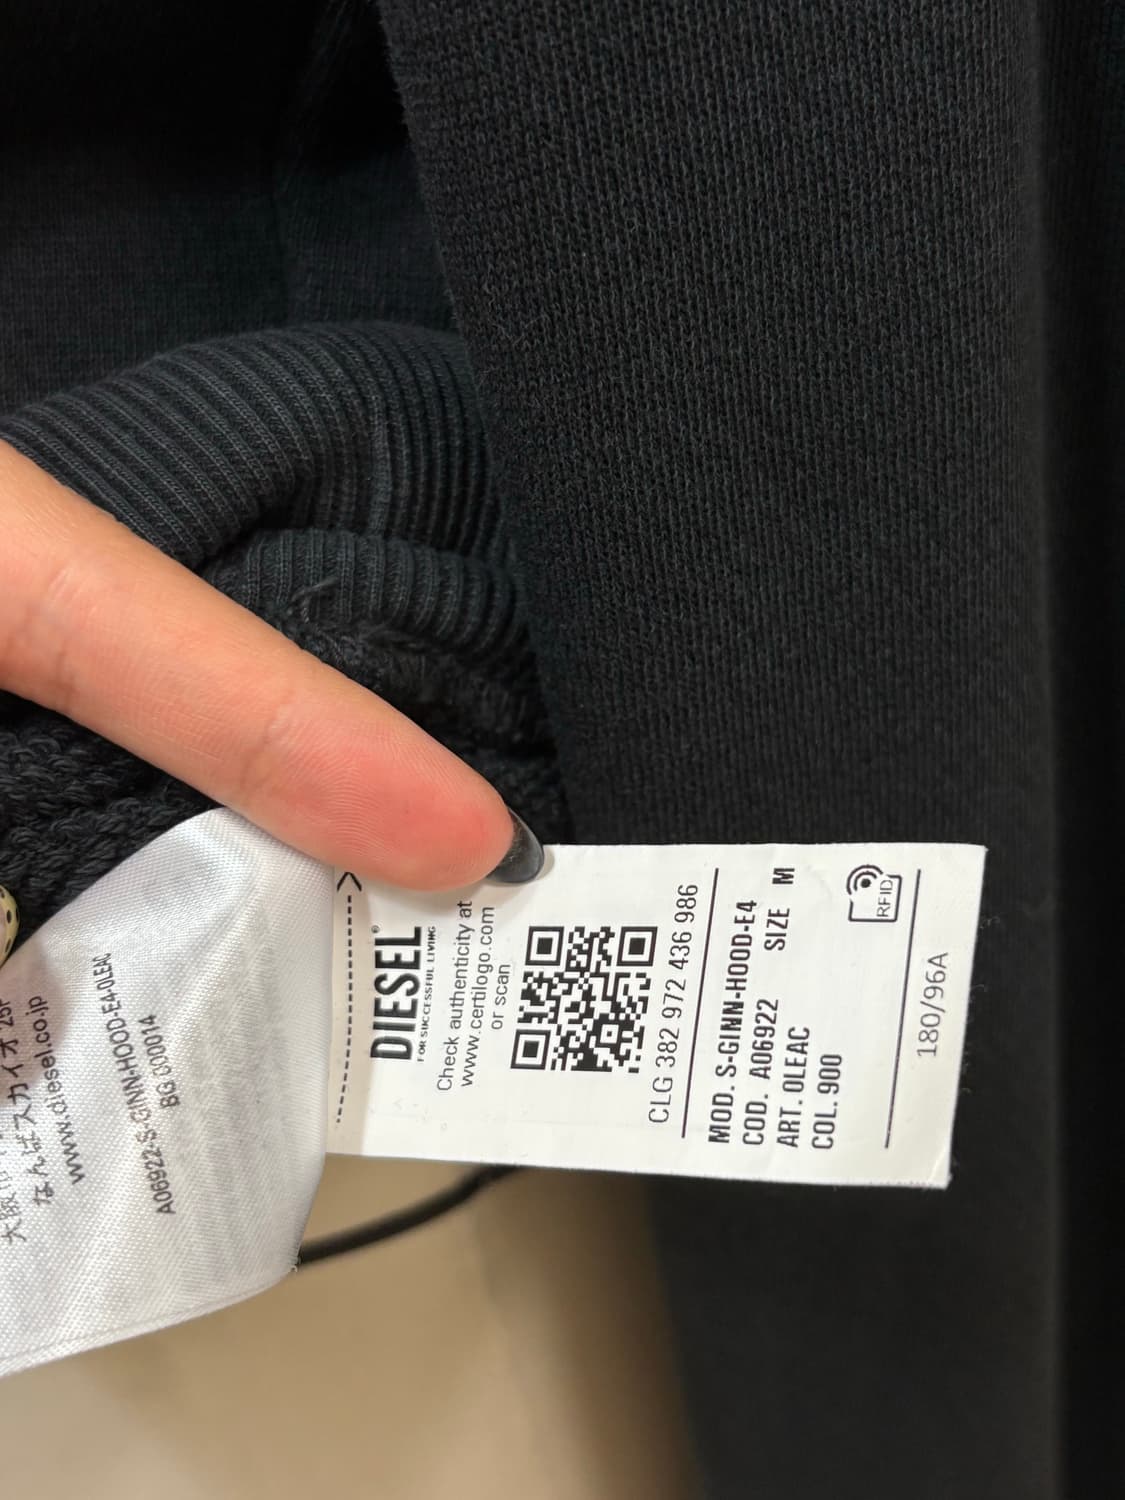 DIESEL®
FOR SUCCESSFUL LIVING
Check authenticity at
www.certilogo.com
or scan
CLG 382 972 436 986
MOD. S-GINN-HOOD-E4
COD. A06922 SIZE M
ART. 0LEAC
COL. 900
RFID
180/96A
なんばスカイオ 25F
www.diesel.co.jp
A06922-S-GINN-HOOD-E4-0LEAC